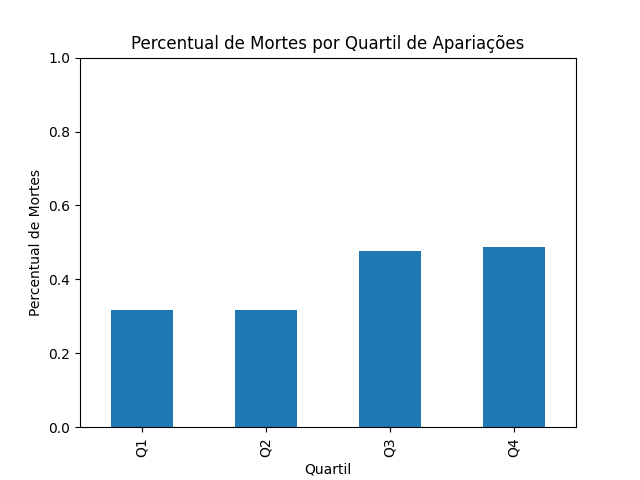 Percentual de Mortes por Quartil de Apariações
1.0
0.8
0.6
0.4
0.2
0.0
Percentual de Mortes
Q1 Q2 Q3 Q4
Quartil